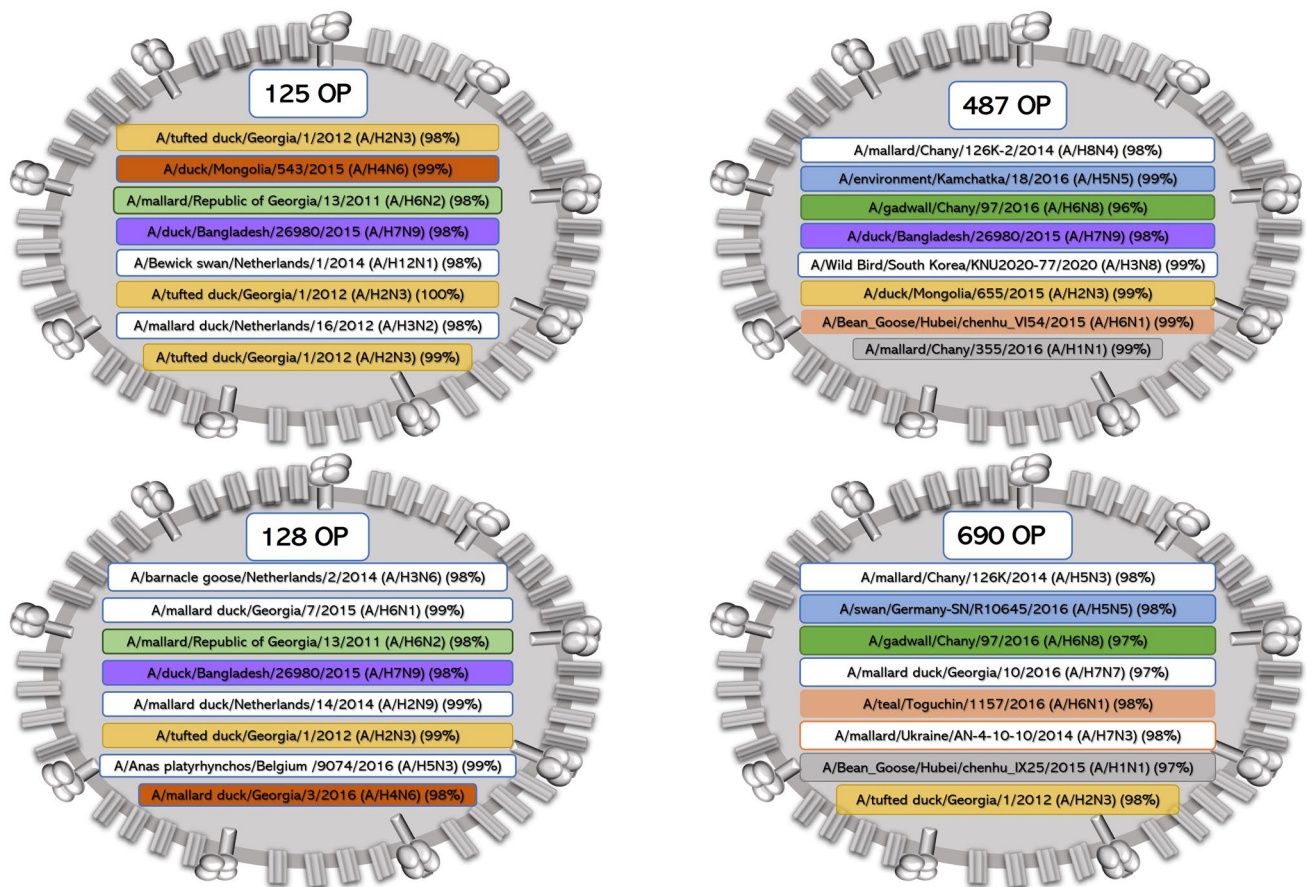 125 OP
A/tufted duck/Georgia/1/2012 (A/H2N3) (98%)
A/duck/Mongolia/543/2015 (A/H4N6) (99%)
A/mallard/Republic of Georgia/13/2011 (A/H6N2) (98%)
A/duck/Bangladesh/26980/2015 (A/H7N9) (98%)
A/Bewick swan/Netherlands/1/2014 (A/H12N1) (98%)
A/tufted duck/Georgia/1/2012 (A/H2N3) (100%)
A/mallard duck/Netherlands/16/2012 (A/H3N2) (98%)
A/tufted duck/Georgia/1/2012 (A/H2N3) (99%)
487 OP
A/mallard/Chany/126K-2/2014 (A/H8N4) (98%)
A/environment/Kamchatka/18/2016 (A/H5N5) (99%)
A/gadwall/Chany/97/2016 (A/H6N8) (96%)
A/duck/Bangladesh/26980/2015 (A/H7N9) (98%)
A/Wild Bird/South Korea/KNU2020-77/2020 (A/H3N8) (99%)
A/duck/Mongolia/655/2015 (A/H2N3) (99%)
A/Bean_Goose/Hubei/chenhu_VI54/2015 (A/H6N1) (99%)
A/mallard/Chany/355/2016 (A/H1N1) (99%)
128 OP
A/barnacle goose/Netherlands/2/2014 (A/H3N6) (98%)
A/mallard duck/Georgia/7/2015 (A/H6N1) (99%)
A/mallard/Republic of Georgia/13/2011 (A/H6N2) (98%)
A/duck/Bangladesh/26980/2015 (A/H7N9) (98%)
A/mallard duck/Netherlands/14/2014 (A/H2N9) (99%)
A/tufted duck/Georgia/1/2012 (A/H2N3) (99%)
A/Anas platyrhynchos/Belgium /9074/2016 (A/H5N3) (99%)
A/mallard duck/Georgia/3/2016 (A/H4N6) (98%)
690 OP
A/mallard/Chany/126K/2014 (A/H5N3) (98%)
A/swan/Germany-SN/R10645/2016 (A/H5N5) (98%)
A/gadwall/Chany/97/2016 (A/H6N8) (97%)
A/mallard duck/Georgia/10/2016 (A/H7N7) (97%)
A/teal/Toguchin/1157/2016 (A/H6N1) (98%)
A/mallard/Ukraine/AN-4-10-10/2014 (A/H7N3) (98%)
A/Bean_Goose/Hubei/chenhu_IX25/2015 (A/H1N1) (97%)
A/tufted duck/Georgia/1/2012 (A/H2N3) (98%)